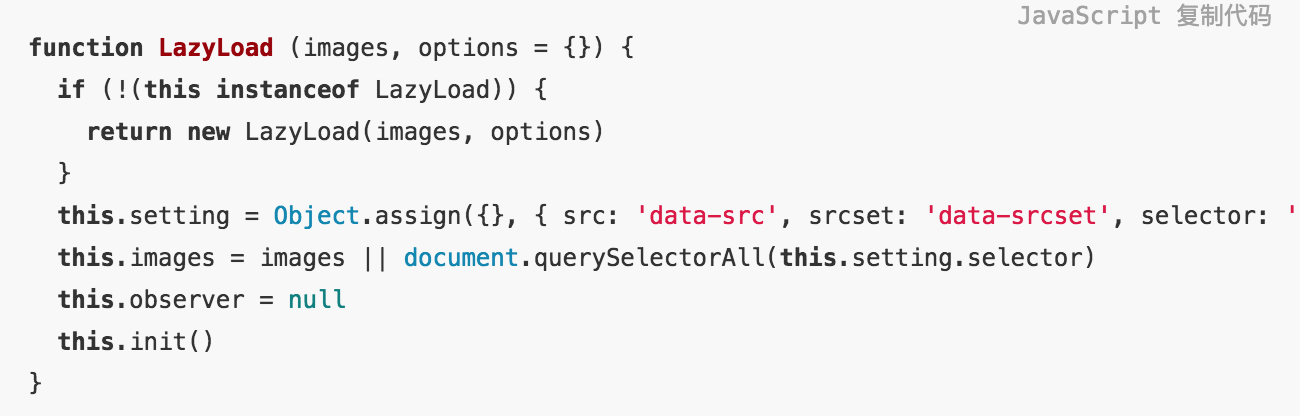 JavaScript 复制代码
function LazyLoad (images, options = {}) {
  if (!(this instanceof LazyLoad)) {
    return new LazyLoad(images, options)
  }
  this.setting = Object.assign({}, { src: 'data-src', srcset: 'data-srcset', selector: '
  this.images = images || document.querySelectorAll(this.setting.selector)
  this.observer = null
  this.init()
}